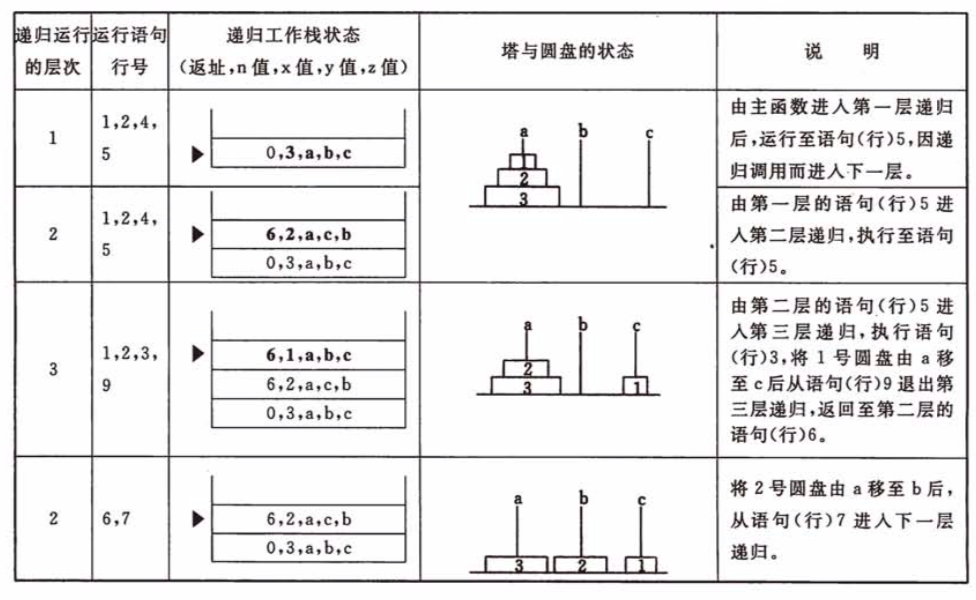 递归运行 运行语句 递归工作栈状态 塔与圆盘的状态 说 明
的层次 行号 (返址,n值,x值,y值,z值)
1
1,2,4,
5
0,3,a,b,c
a b c
1
2
3
由主函数进入第一层递归
后,运行至语句(行)5,因递
归调用而进入下一层。
2
1,2,4,
5
6,2,a,c,b
0,3,a,b,c
由第一层的语句(行)5进
入第二层递归,执行至语句
(行)5。
3
1,2,3,
9
6,1,a,b,c
6,2,a,c,b
0,3,a,b,c
a b c
2
3 1
由第二层的语句(行)5进
入第三层递归,执行语句
(行)3,将1号圆盘由a移
至c后从语句(行)9退出第
三层递归,返回至第二层的
语句(行)6。
2
6,7
6,2,a,c,b
0,3,a,b,c
a b c
3 2 1
将2号圆盘由a移至b后,
从语句(行)7进入下一层
递归。